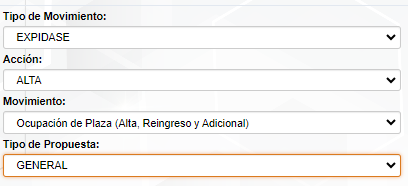 Tipo de Movimiento:
EXPIDASE
Acción:
ALTA
Movimiento:
Ocupación de Plaza (Alta, Reingreso y Adicional)
Tipo de Propuesta:
GENERAL